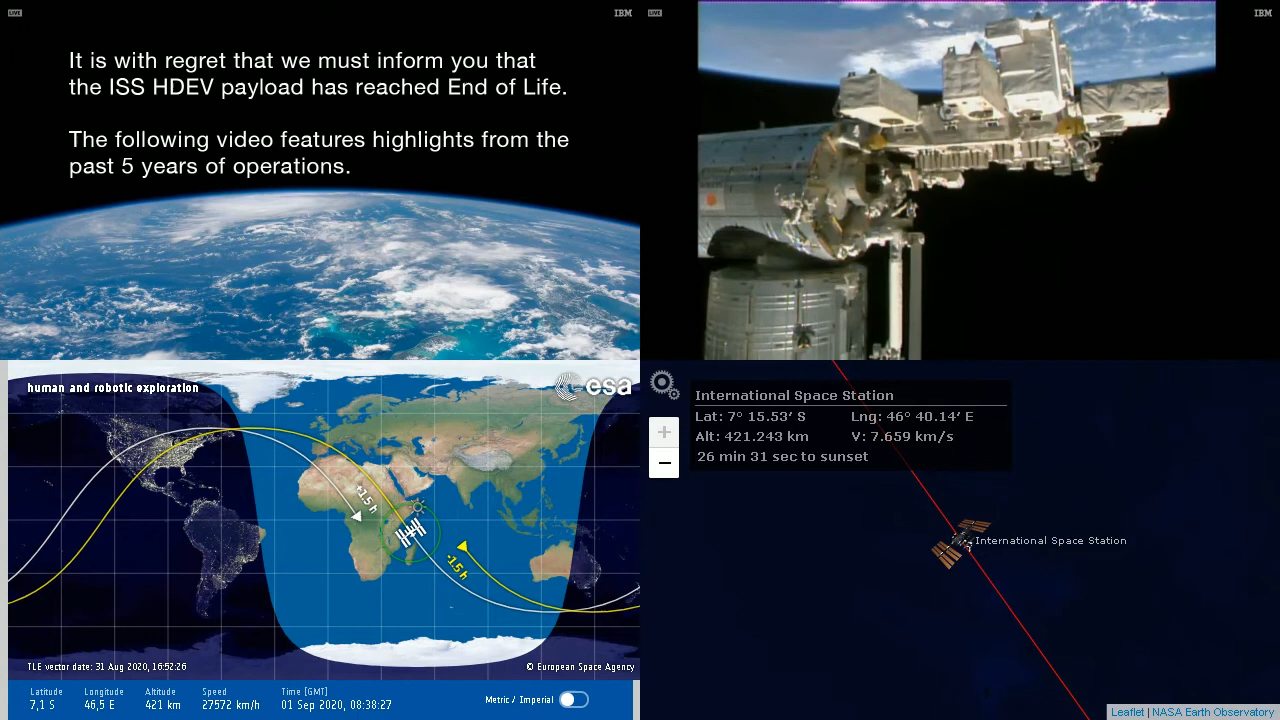 LIVE
IBM
It is with regret that we must inform you that
the ISS HDEV payload has reached End of Life.
The following video features highlights from the
past 5 years of operations.
LIVE
IBM
human and robotic exploration
esa
+1.5 h
-1.5 h
TLE vector date: 31 Aug 2020, 16:52:26
© European Space Agency
Latitude
7,1 S
Longitude
46,5 E
Altitude
421 km
Speed
27572 km/h
Time [GMT]
01 Sep 2020, 08:38:27
Metric / Imperial
+
−
International Space Station
Lat: 7° 15.53′ S Lng: 46° 40.14′ E
Alt: 421.243 km V: 7.659 km/s
26 min 31 sec to sunset
International Space Station
Leaflet | NASA Earth Observatory